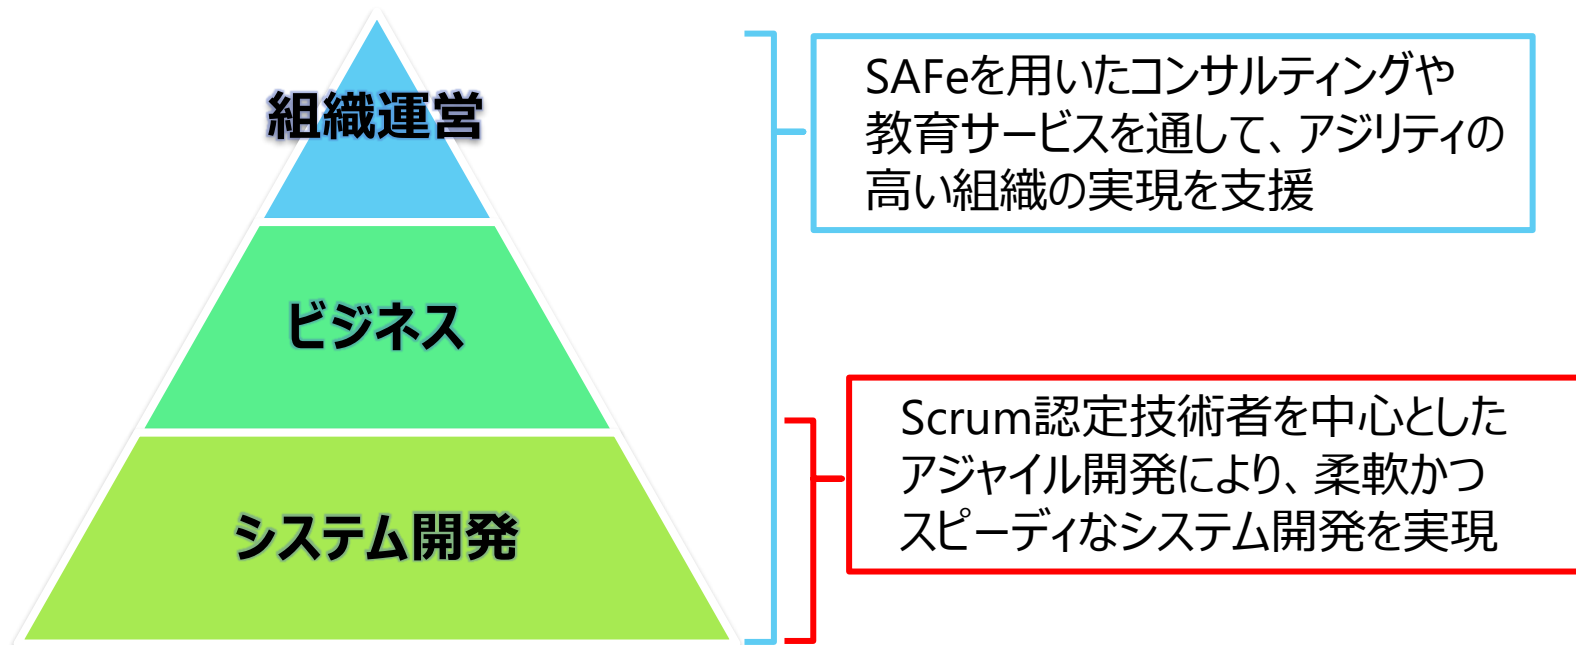 組織運営
SAFeを用いたコンサルティングや
教育サービスを通して、アジリティの
高い組織の実現を支援
ビジネス
Scrum認定技術者を中心とした
アジャイル開発により、柔軟かつ
スピーディなシステム開発を実現
システム開発